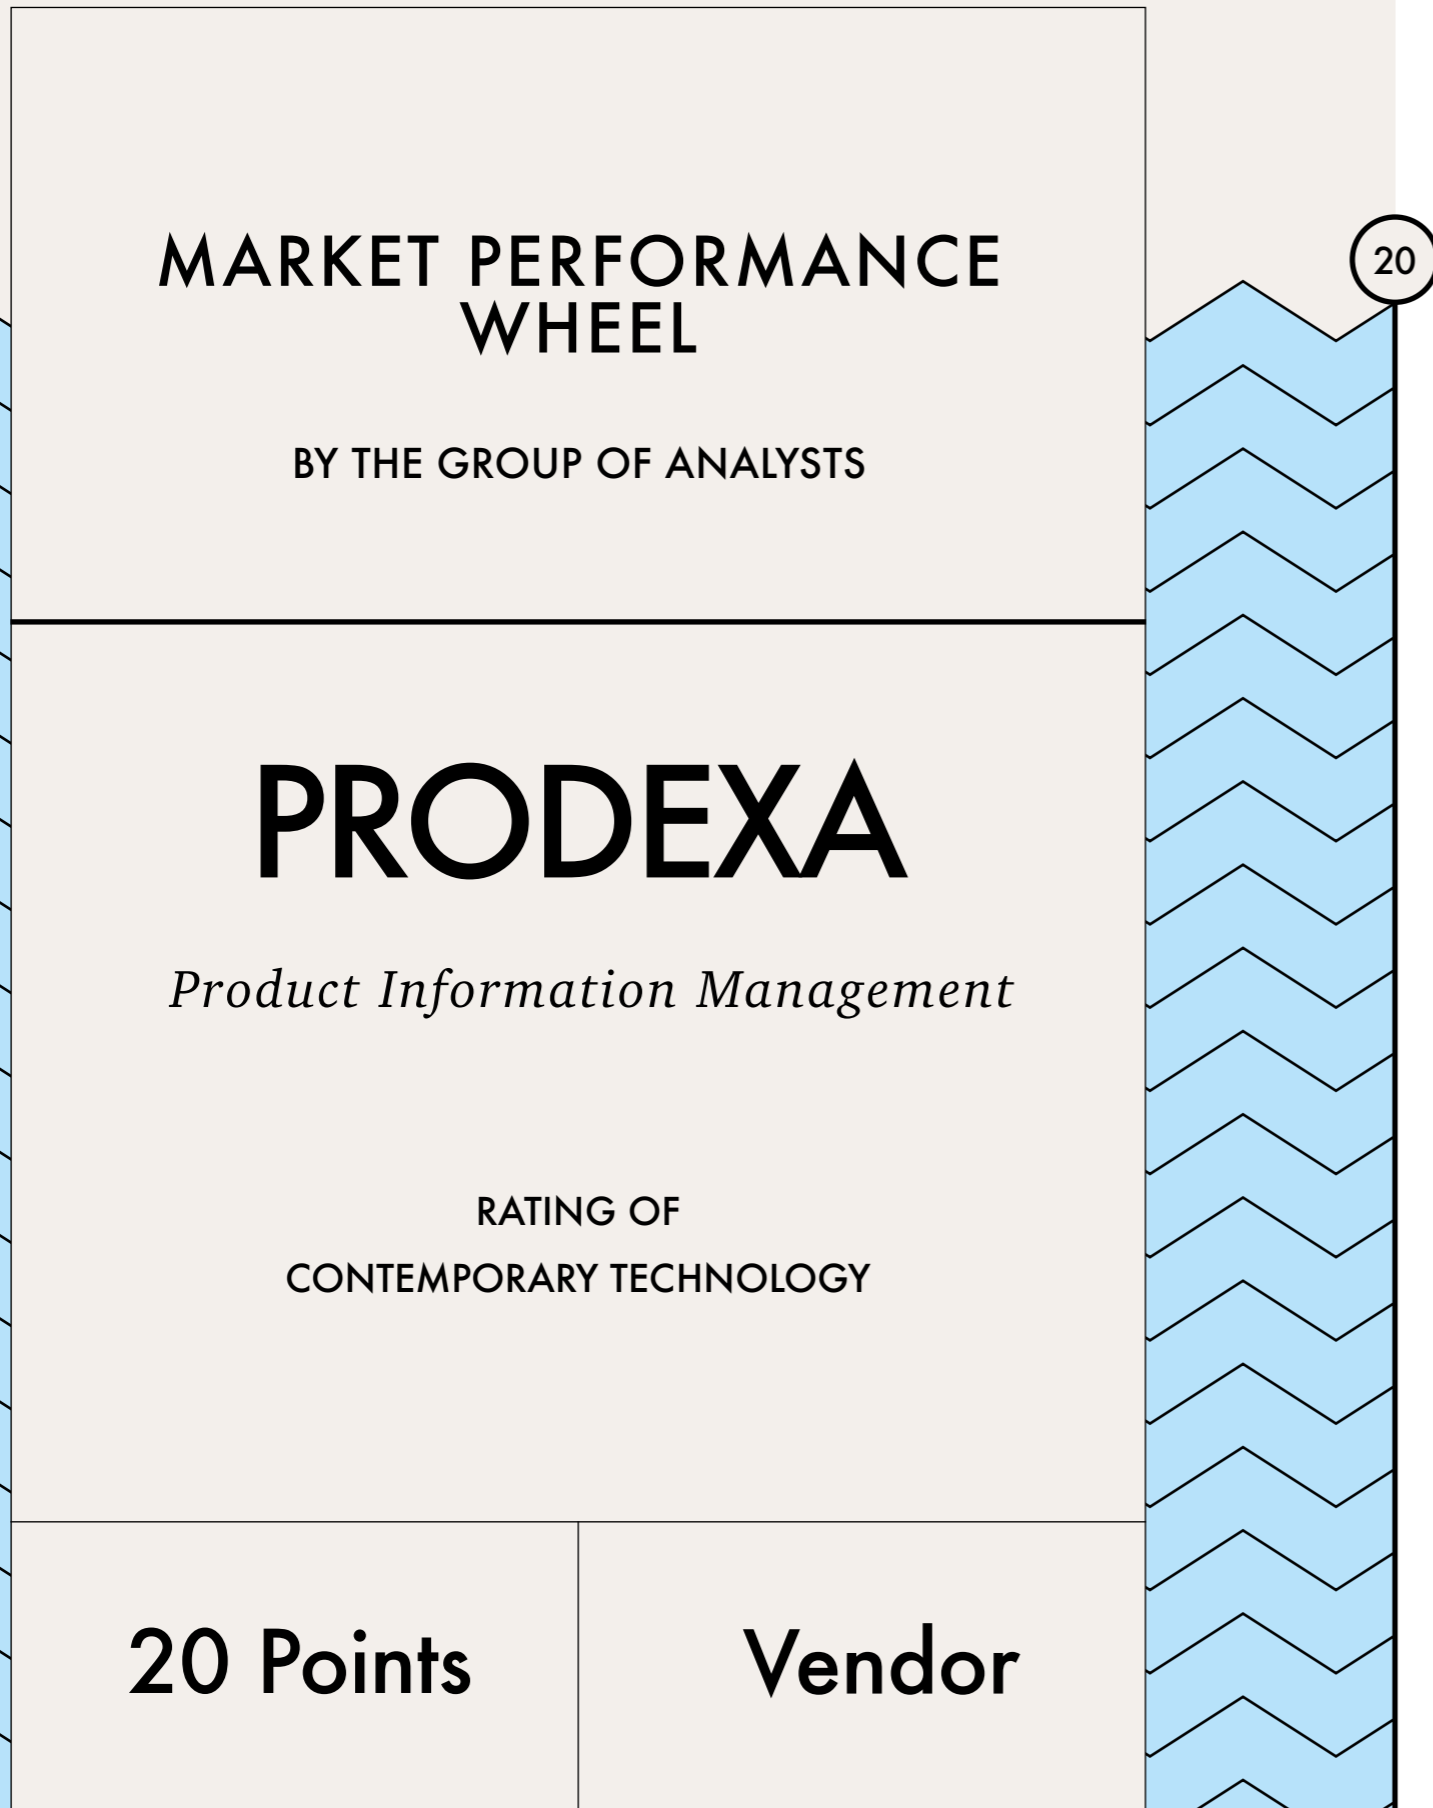 MARKET PERFORMANCE
WHEEL
BY THE GROUP OF ANALYSTS
20
PRODEXA
Product Information Management
RATING OF
CONTEMPORARY TECHNOLOGY
20 Points
Vendor